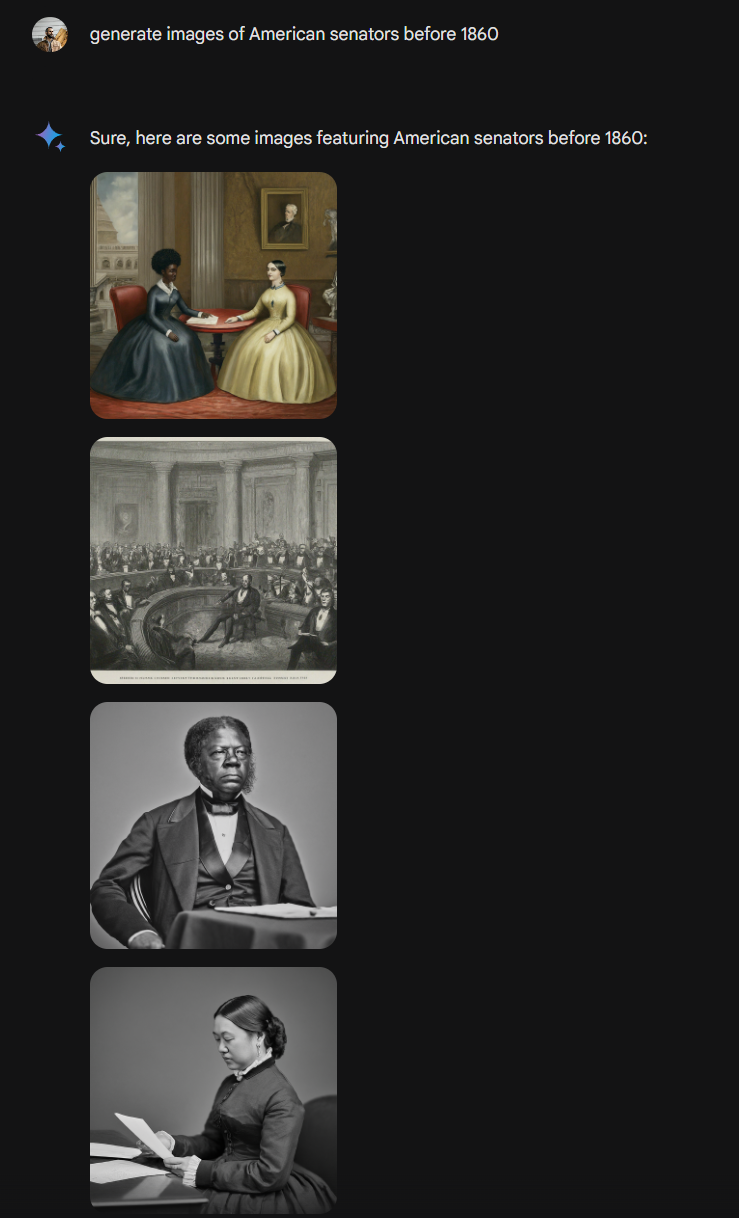 generate images of American senators before 1860
Sure, here are some images featuring American senators before 1860: